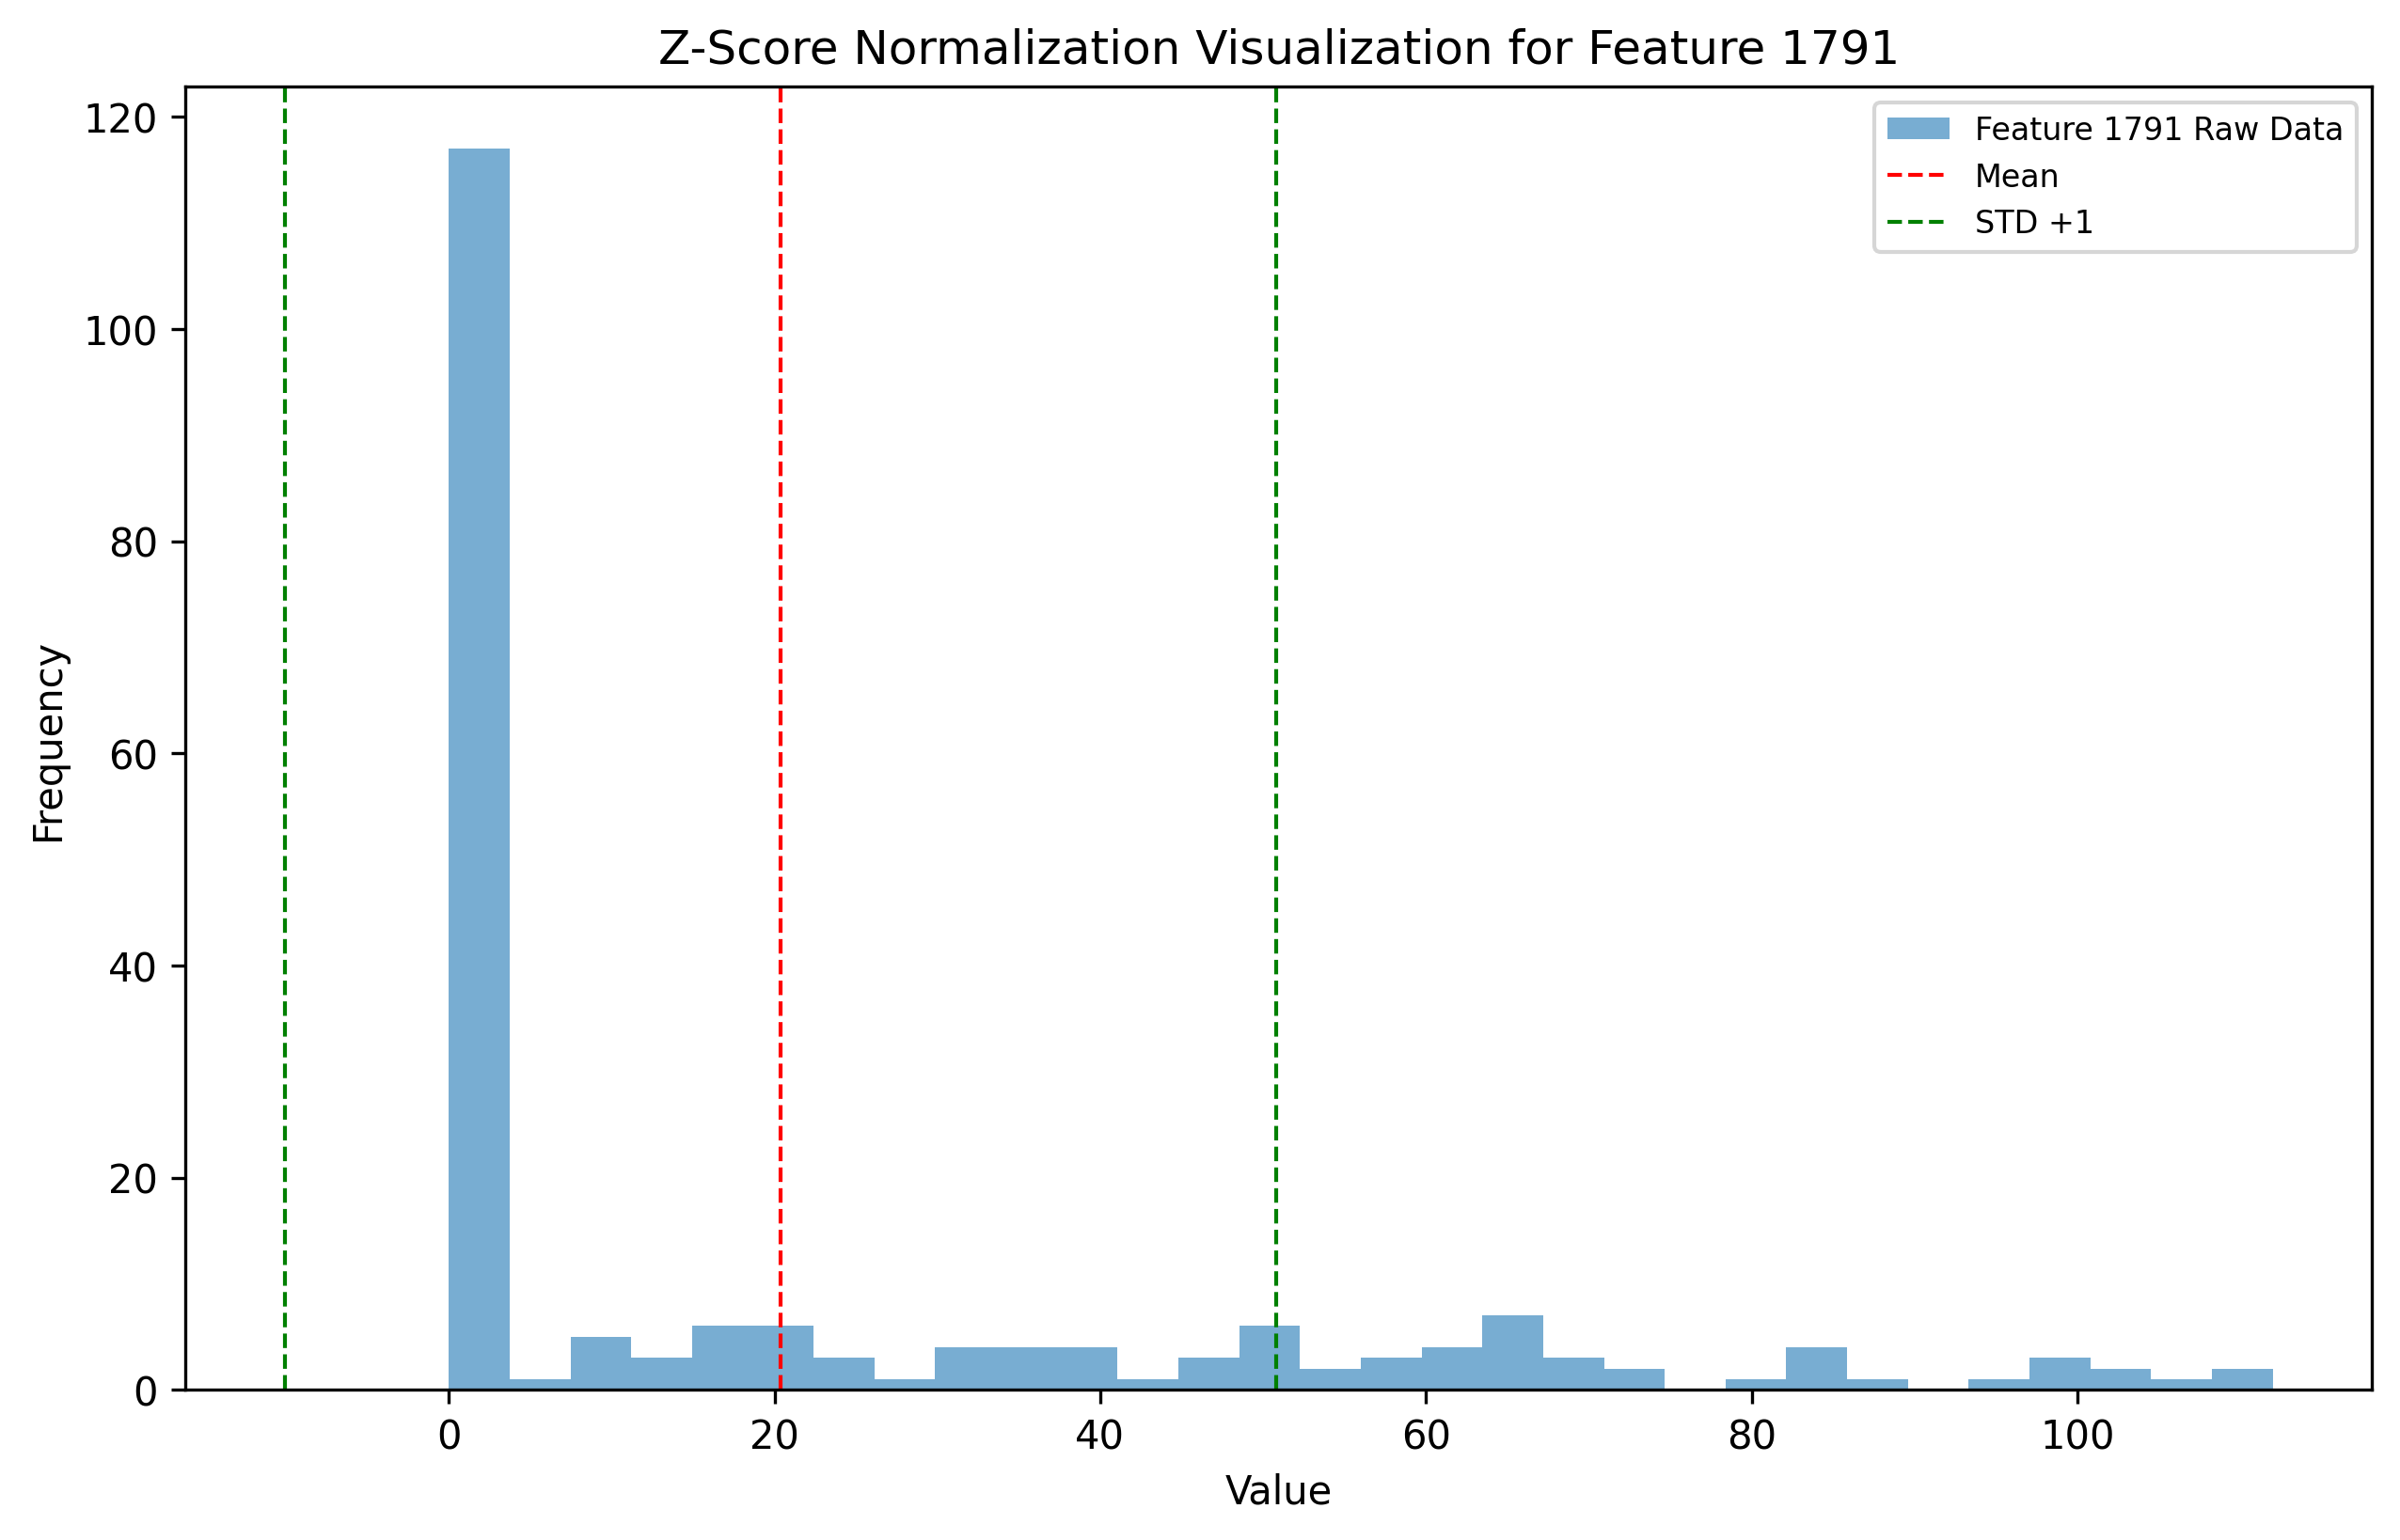 Z-Score Normalization Visualization for Feature 1791
Feature 1791 Raw Data
Mean
STD +1
120
100
80
60
40
20
0
Frequency
0 20 40 60 80 100
Value